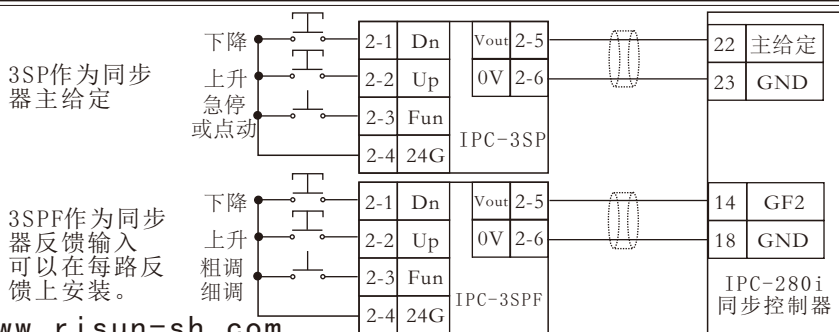 3SP作为同步
器主给定
下降
上升
急停
或点动
2-1 Dn
2-2 Up
2-3 Fun
2-4 24G
Vout 2-5
0V 2-6
IPC-3SP
22 主给定
23 GND
3SPF作为同步
器反馈输入
可以在每路反
馈上安装。
下降
上升
粗调
细调
2-1 Dn
2-2 Up
2-3 Fun
2-4 24G
Vout 2-5
0V 2-6
IPC-3SPF
14 GF2
18 GND
IPC-280i
同步控制器
ww.risun-sh.com